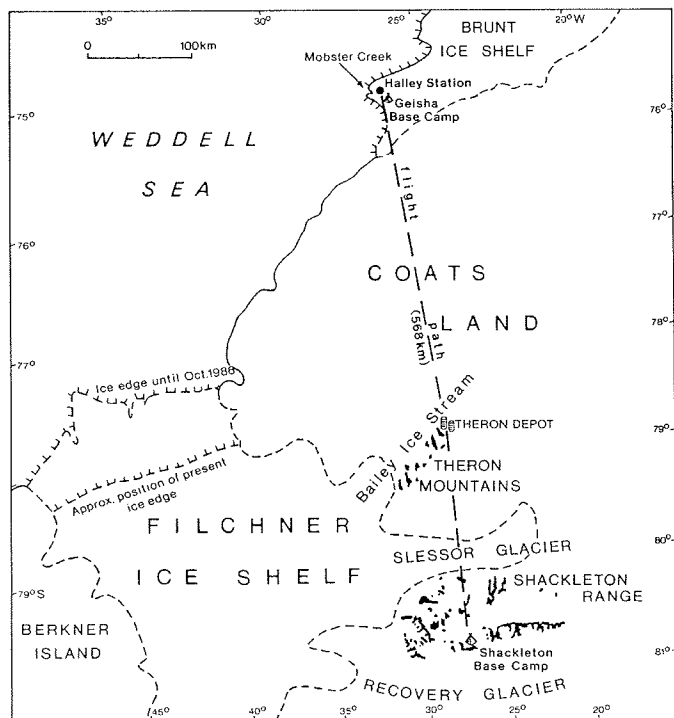 35°
30°
25°
20°W
BRUNT
ICE SHELF
0
100km
Mobster Creek
Halley Station
Geisha
Base Camp
75°
76°
WEDDELL
SEA
flight
77°
76°
COATS
LAND
path
(568km)
78°
77°
Ice edge until Oct.1986
Bailey Ice Stream
THERON DEPOT
79°
THERON
MOUNTAINS
Approx. position of present
ice edge
FILCHNER
ICE SHELF
SLESSOR GLACIER
80°
SHACKLETON
RANGE
79°S
BERKNER
ISLAND
Shackleton
Base Camp
81°
RECOVERY GLACIER
45°
40°
35°
30°
25°
20°